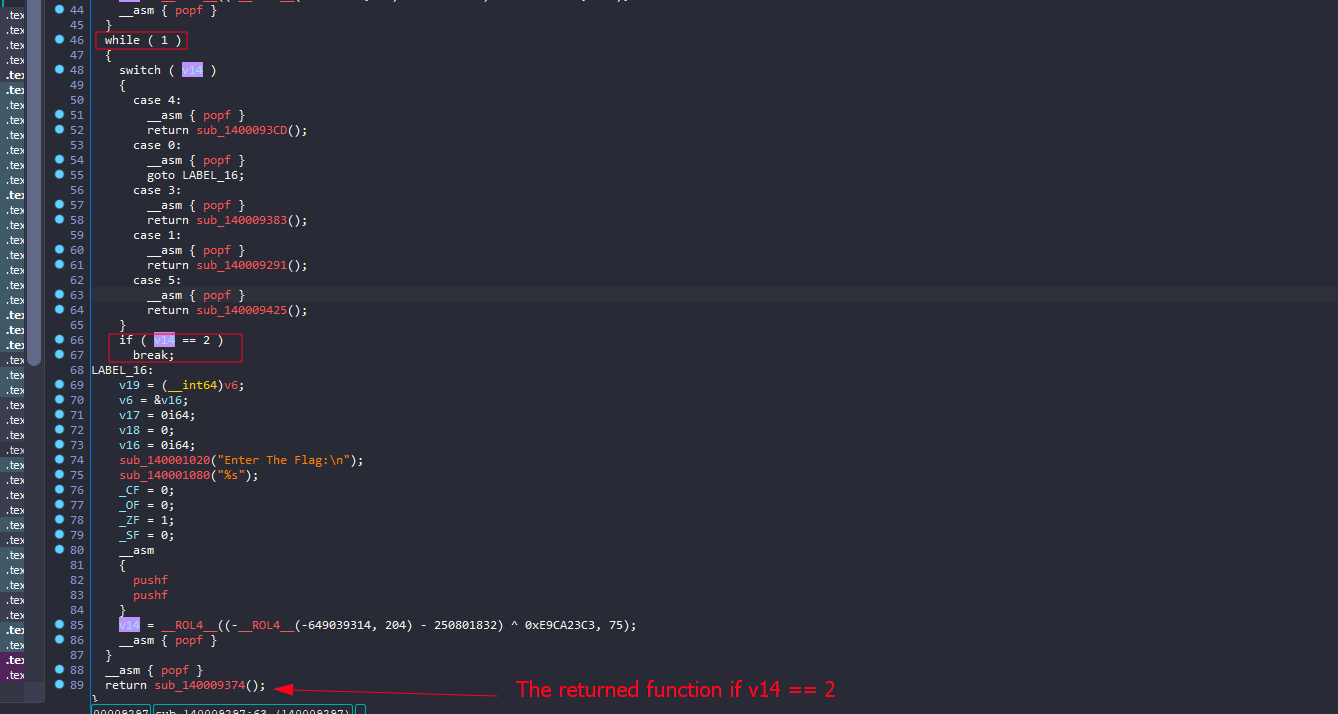 .tex
44 __asm { popf }
.tex
45 }
.tex
46 while ( 1 )
.tex
47 {
.tex
48 switch ( v14 )
.tex
49 {
.tex
50 case 4:
.tex
51 __asm { popf }
.tex
52 return sub_1400093CD();
.tex
53 case 0:
.tex
54 __asm { popf }
.tex
55 goto LABEL_16;
.tex
56 case 3:
.tex
57 __asm { popf }
.tex
58 return sub_140009383();
.tex
59 case 1:
.tex
60 __asm { popf }
.tex
61 return sub_140009291();
.tex
62 case 5:
.tex
63 __asm { popf }
.tex
64 return sub_140009425();
.tex
65 }
.tex
66 if ( v14 == 2 )
.tex
67 break;
.tex
68 LABEL_16:
.tex
69 v19 = (__int64)v6;
.tex
70 v6 = &v16;
.tex
71 v17 = 0i64;
.tex
72 v18 = 0;
.tex
73 v16 = 0i64;
.tex
74 sub_140001020("Enter The Flag:\n");
.tex
75 sub_140001080("%s");
.tex
76 _CF = 0;
.tex
77 _OF = 0;
.tex
78 _ZF = 1;
.tex
79 _SF = 0;
.tex
80 __asm
.tex
81 {
.tex
82 pushf
.tex
83 pushf
.tex
84 }
.tex
85 v14 = __ROL4__((-__ROL4__(-649039314, 204) - 250801832) ^ 0xE9CA23C3, 75);
.tex
86 __asm { popf }
.tex
87 }
.tex
88 __asm { popf }
.tex
89 return sub_140009374();
The returned function if v14 == 2
}
00009297 sub_140009297:63 (140009297)